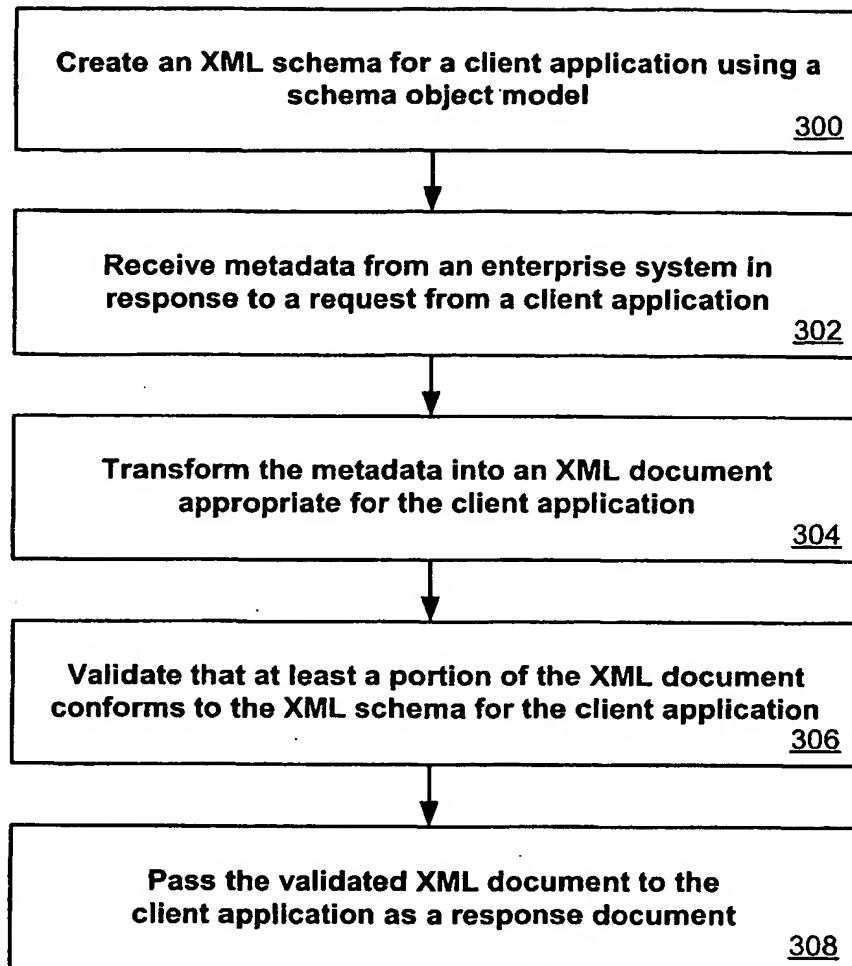 Create an XML schema for a client application using a
schema object model
300
Receive metadata from an enterprise system in
response to a request from a client application
302
Transform the metadata into an XML document
appropriate for the client application
304
Validate that at least a portion of the XML document
conforms to the XML schema for the client application
306
Pass the validated XML document to the
client application as a response document
308